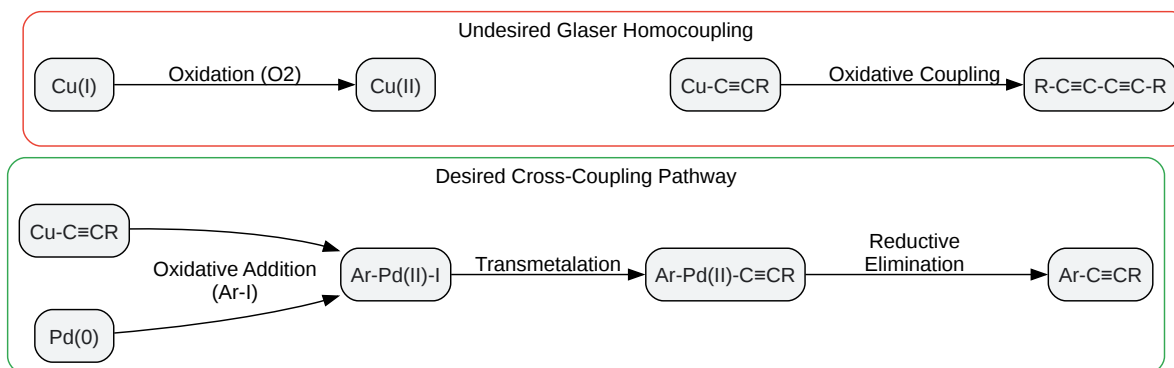 Undesired Glaser Homocoupling
Cu(I)
Oxidation (O2)
Cu(II)
Cu-C≡CR
Oxidative Coupling
R-C≡C-C≡C-R
Desired Cross-Coupling Pathway
Cu-C≡CR
Oxidative Addition
(Ar-I)
Pd(0)
Ar-Pd(II)-I
Transmetalation
Ar-Pd(II)-C≡CR
Reductive
Elimination
Ar-C≡CR